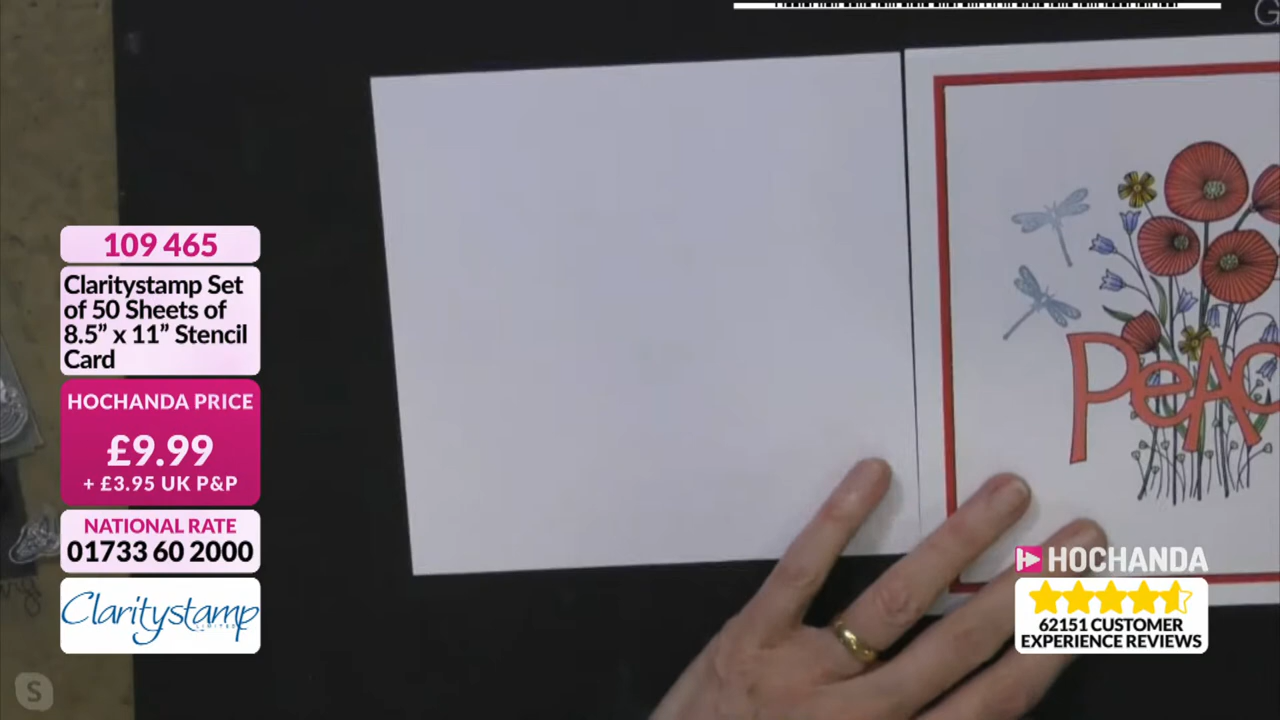 109 465
Claritystamp Set
of 50 Sheets of
8.5” x 11” Stencil
Card
HOCHANDA PRICE
£9.99
+ £3.95 UK P&P
NATIONAL RATE
01733 60 2000
Claritystamp
LIMITED
PeAC
HOCHANDA
62151 CUSTOMER
EXPERIENCE REVIEWS
S
G